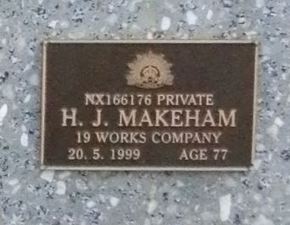 NX166176 PRIVATE
H. J. MAKEHAM
19 WORKS COMPANY
20. 5. 1999 AGE 77